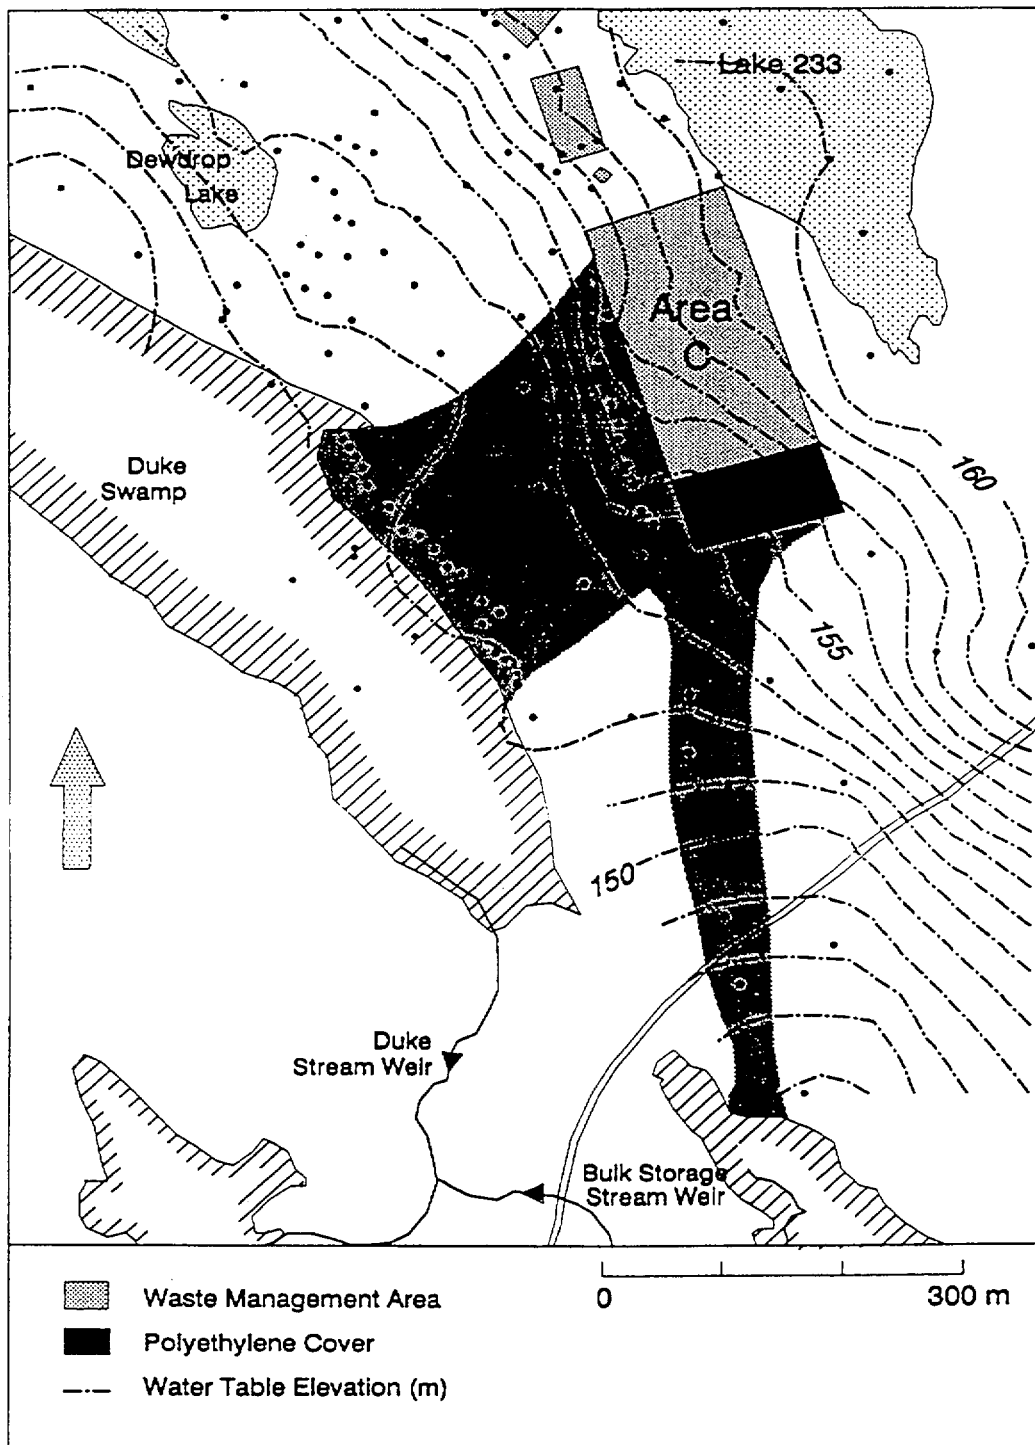 Lake 233
Dewdrop
Lake
Area
C
Duke
Swamp
160
155
150
Duke
Stream Weir
Bulk Storage
Stream Weir
Waste Management Area
0
300 m
Polyethylene Cover
Water Table Elevation (m)